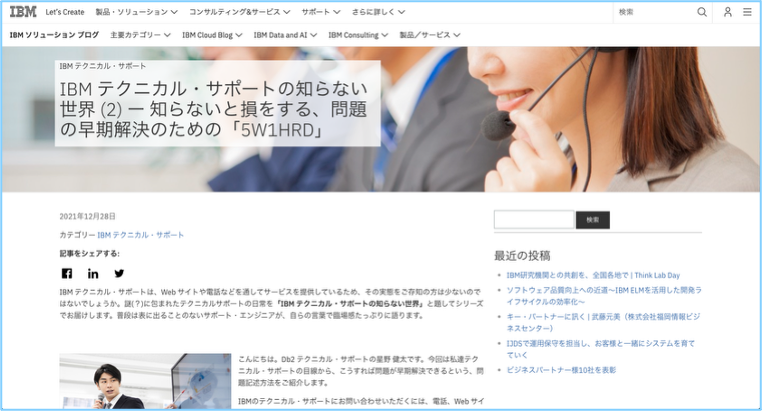 IBM Let's Create 製品・ソリューション コンサルティング&サービス サポート さらに詳しく 検索
IBM ソリューション ブログ 主要カテゴリー IBM Cloud Blog IBM Data and AI IBM Consulting 製品／サービス
IBM テクニカル・サポート
IBM テクニカル・サポートの知らない
世界 (2) ー 知らないと損をする、問題
の早期解決のための「5W1HRD」
2021年12月28日
カテゴリー IBM テクニカル・サポート
記事をシェアする:
IBM テクニカル・サポートは、Web サイトや電話などを通してサービスを提供しているため、その実態をご存知の方は少ないので
はないでしょうか。謎(？)に包まれたテクニカルサポートの日常を「IBM テクニカル・サポートの知らない世界」と題してシリーズ
でお届けします。普段は表に出ることのないサポート・エンジニアが、自らの言葉で臨場感たっぷりに語ります。
こんにちは。Db2 テクニカル・サポートの星野 健太です。今回は私達テク
ニカル・サポートの目線から、こうすれば問題が早期解決できるという、問
題記述方法をご紹介します。
IBMのテクニカル・サポートにお問い合わせいただくには、電話、Web サイ
検索
最近の投稿
IBM研究機関との共創を、全国各地で | Think Lab Day
ソフトウェア品質向上への近道〜IBM ELMを活用した開発ラ
イフサイクルの効率化〜
キー・パートナーに訊く | 武藤元美（株式会社福岡情報ビジ
ネスセンター）
IJDSで運用保守を担当し、お客様と一緒にシステムを育て
ていく
ビジネスパートナー様10社を表彰